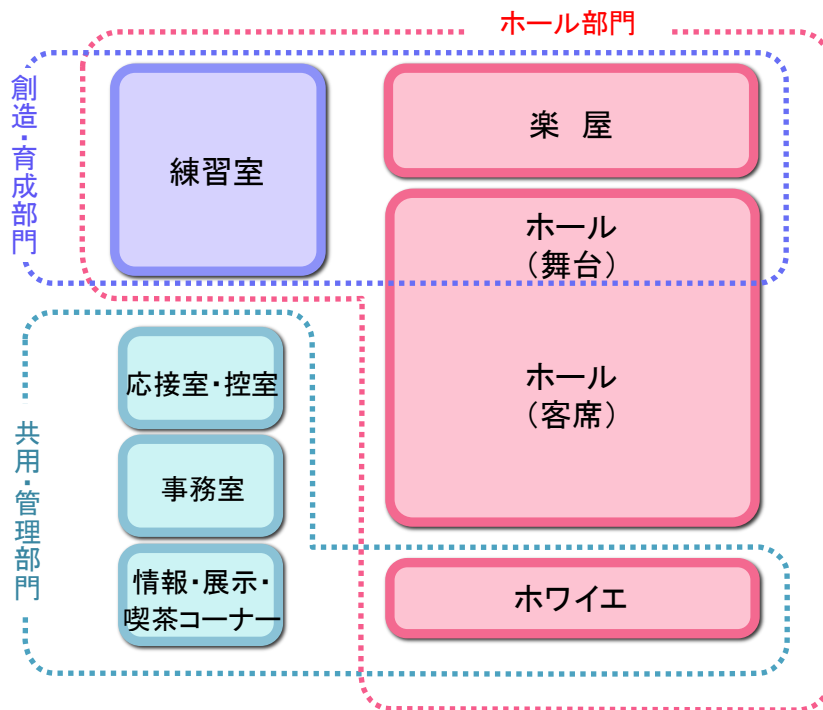 ホール部門
創造・育成部門
練習室
楽 屋
ホール
（舞台）
ホール
（客席）
共用・管理部門
応接室・控室
事務室
情報・展示・
喫茶コーナー
ホワイエ